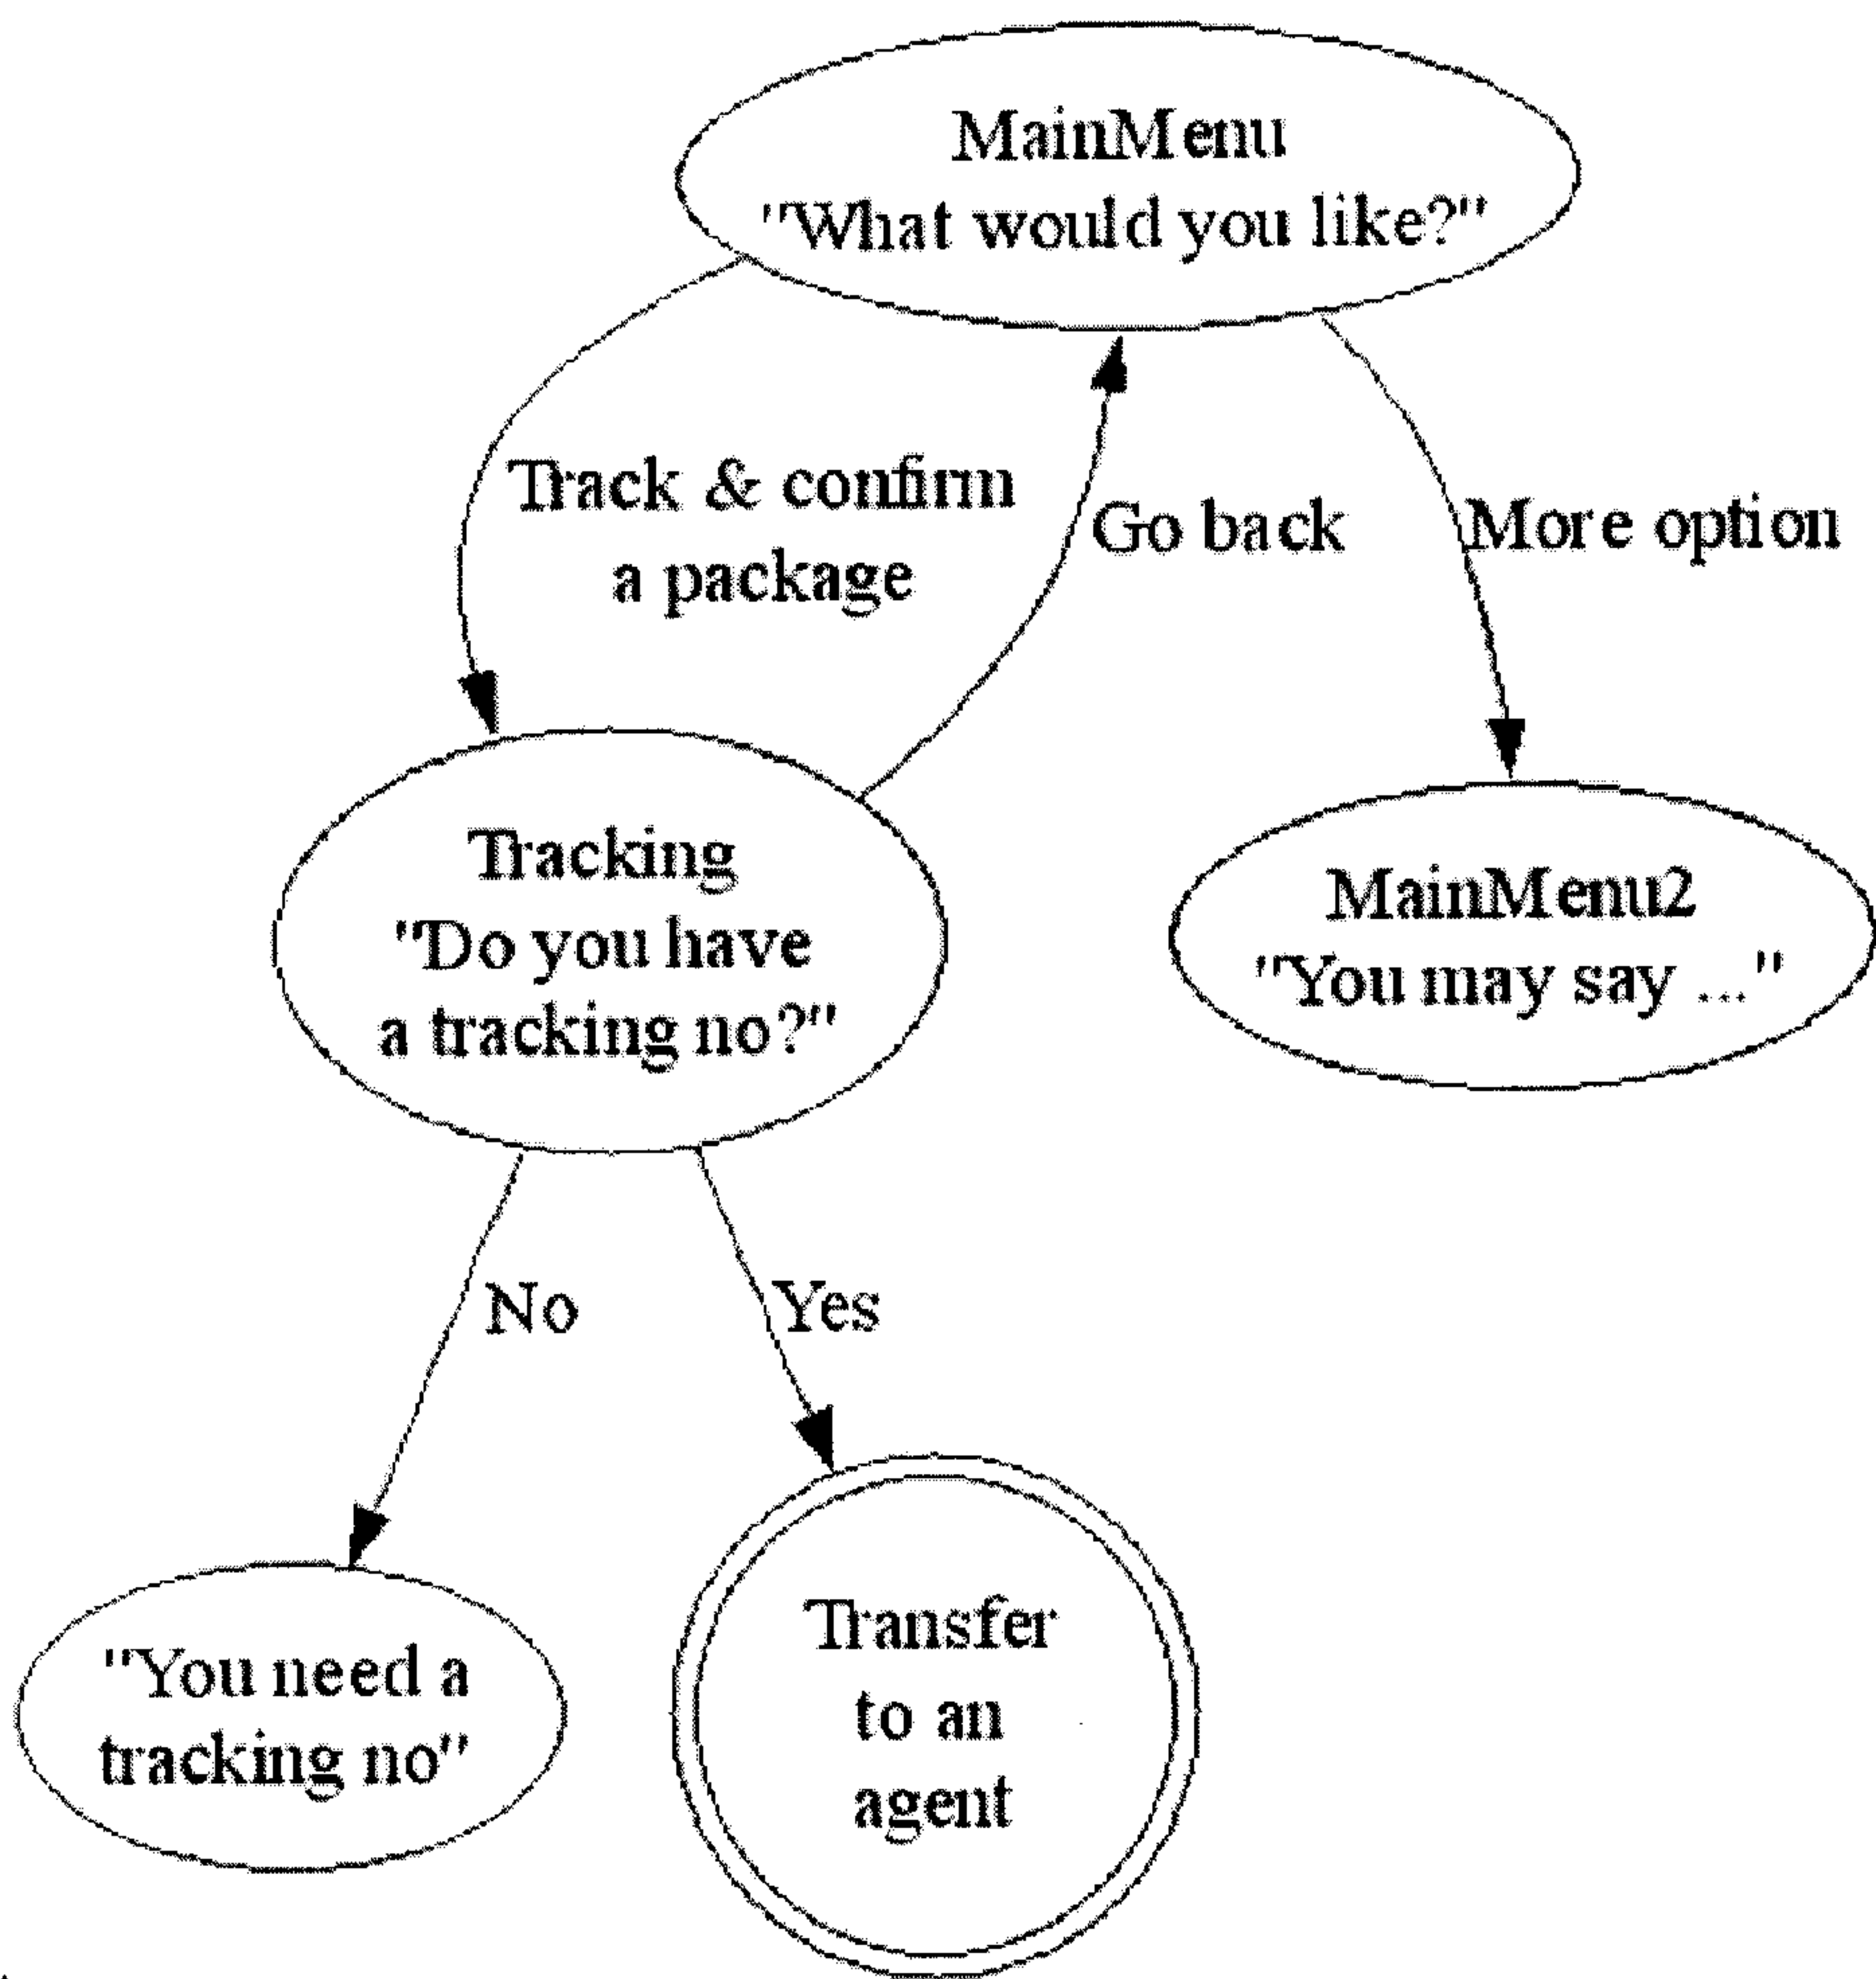 MainMenu
"What would you like?"
Track & confirm
a package
Go back
More option
Tracking
"Do you have
a tracking no?"
MainMenu2
"You may say ..."
No
Yes
"You need a
tracking no"
Transfer
to an
agent